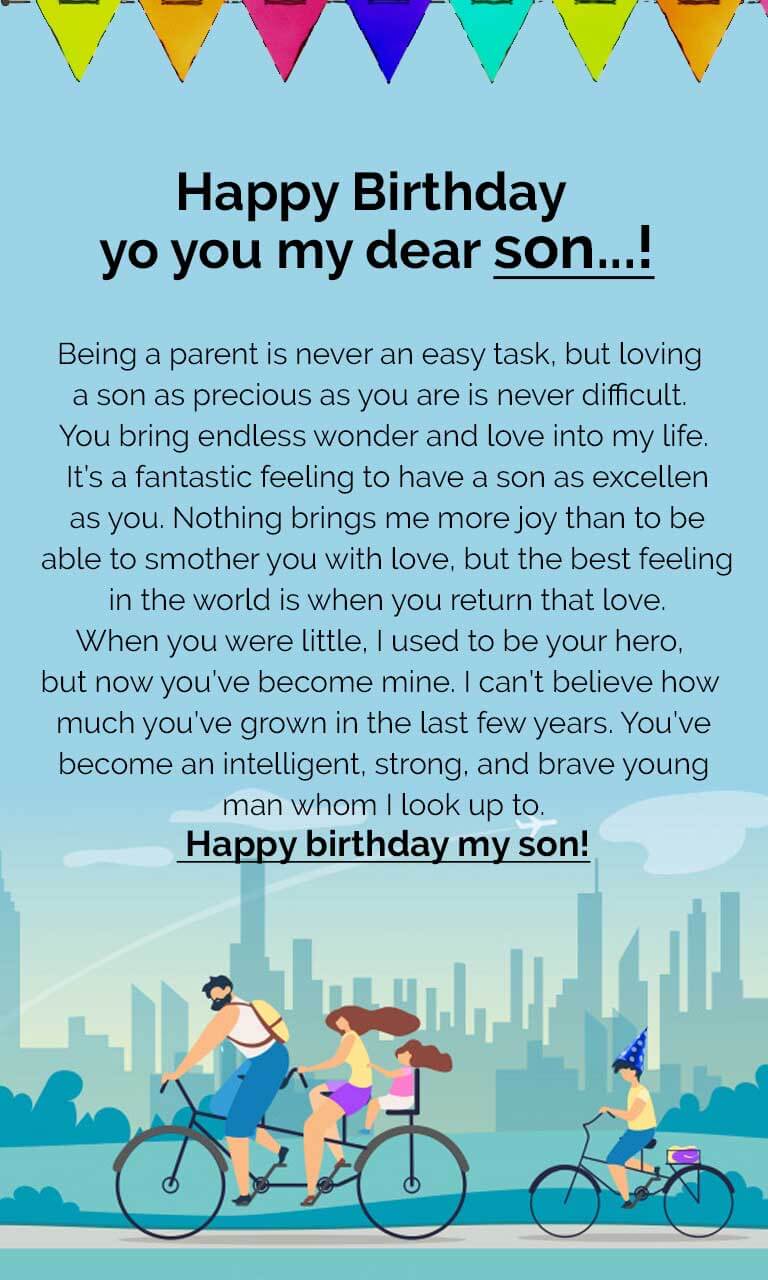 Happy Birthday
yo you my dear son...!
Being a parent is never an easy task, but loving
a son as precious as you are is never difficult.
You bring endless wonder and love into my life.
It's a fantastic feeling to have a son as excellen
as you. Nothing brings me more joy than to be
able to smother you with love, but the best feeling
in the world is when you return that love.
When you were little, I used to be your hero,
but now you've become mine. I can't believe how
much you've grown in the last few years. You've
become an intelligent, strong, and brave young
man whom I look up to.
Happy birthday my son!